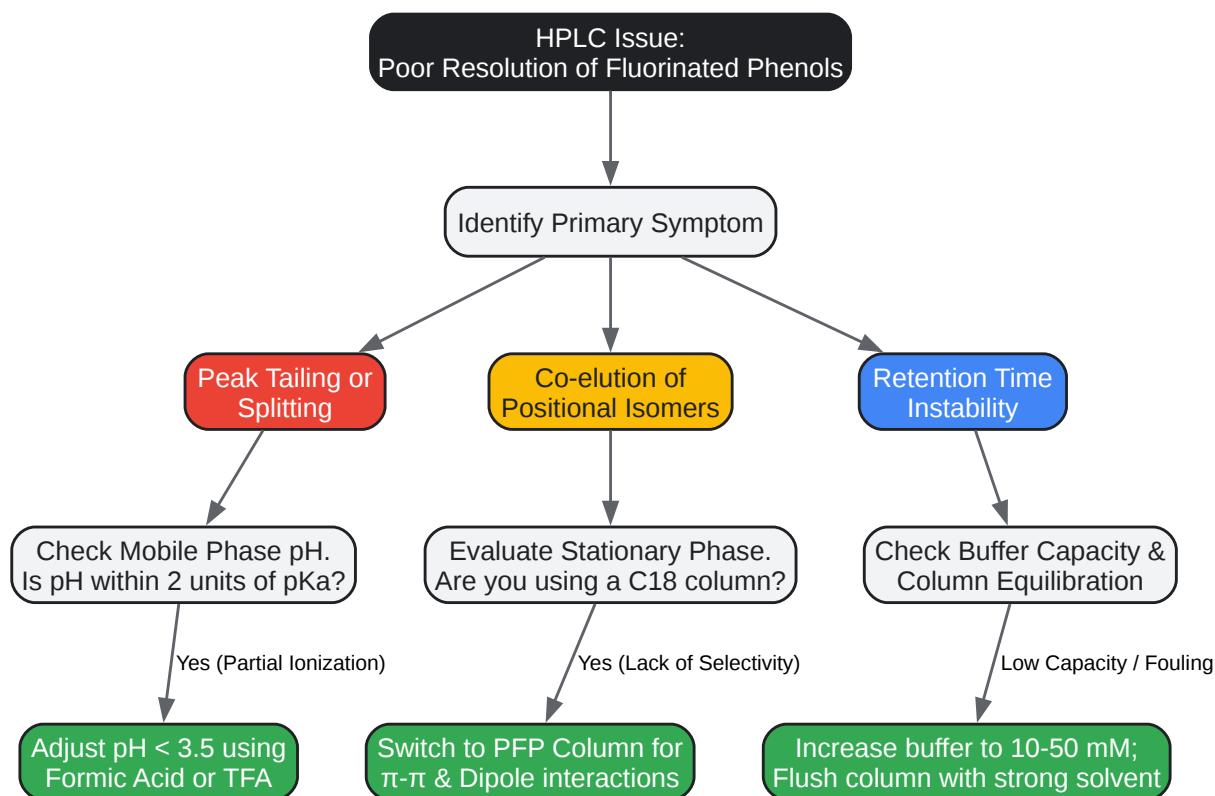 HPLC Issue:
Poor Resolution of Fluorinated Phenols
Identify Primary Symptom
Peak Tailing or
Splitting
Co-elution of
Positional Isomers
Retention Time
Instability
Check Mobile Phase pH.
Is pH within 2 units of pKa?
Evaluate Stationary Phase.
Are you using a C18 column?
Check Buffer Capacity &
Column Equilibration
Yes (Partial Ionization)
Yes (Lack of Selectivity)
Low Capacity / Fouling
Adjust pH < 3.5 using
Formic Acid or TFA
Switch to PFP Column for
π-π & Dipole interactions
Increase buffer to 10-50 mM;
Flush column with strong solvent